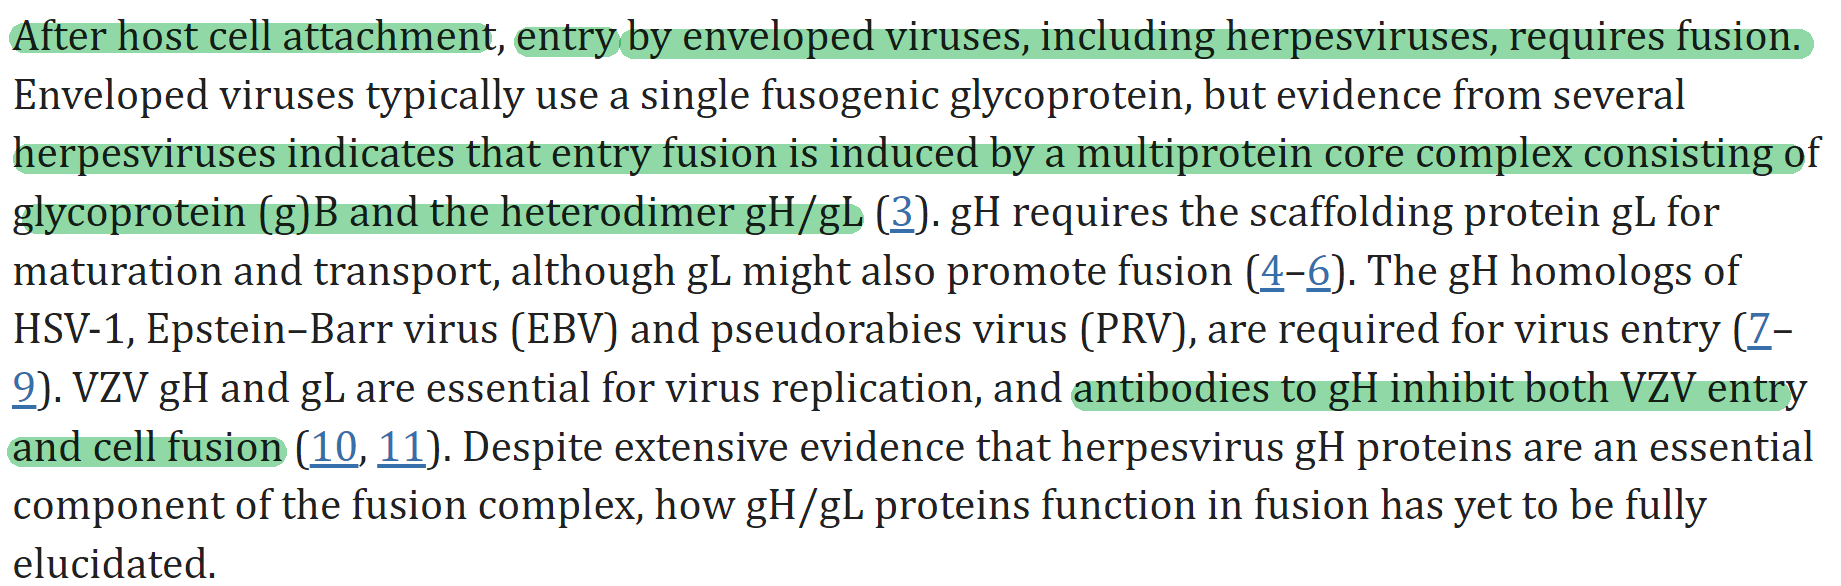 After host cell attachment, entry by enveloped viruses, including herpesviruses, requires fusion.
Enveloped viruses typically use a single fusogenic glycoprotein, but evidence from several
herpesviruses indicates that entry fusion is induced by a multiprotein core complex consisting of
glycoprotein (g)B and the heterodimer gH/gL (3). gH requires the scaffolding protein gL for
maturation and transport, although gL might also promote fusion (4–6). The gH homologs of
HSV-1, Epstein–Barr virus (EBV) and pseudorabies virus (PRV), are required for virus entry (7–
9). VZV gH and gL are essential for virus replication, and antibodies to gH inhibit both VZV entry
and cell fusion (10, 11). Despite extensive evidence that herpesvirus gH proteins are an essential
component of the fusion complex, how gH/gL proteins function in fusion has yet to be fully
elucidated.